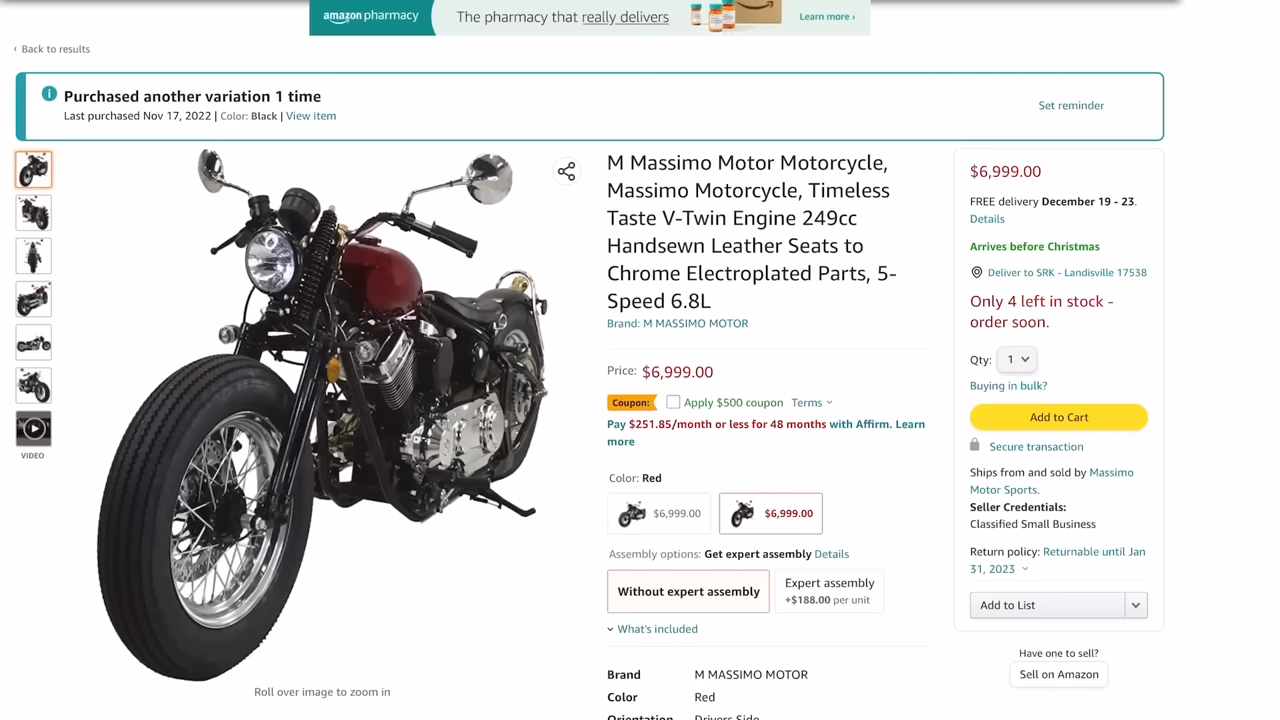 amazon pharmacy
The pharmacy that really delivers
Learn more ›
‹ Back to results
Purchased another variation 1 time
Last purchased Nov 17, 2022 | Color: Black | View item
Set reminder
VIDEO
Roll over image to zoom in
M Massimo Motor Motorcycle,
Massimo Motorcycle, Timeless
Taste V-Twin Engine 249cc
Handsewn Leather Seats to
Chrome Electroplated Parts, 5-
Speed 6.8L
Brand: M MASSIMO MOTOR
Price: $6,999.00
Coupon: Apply $500 coupon Terms
Pay $251.85/month or less for 48 months with Affirm. Learn
more
Color: Red
$6,999.00
$6,999.00
Assembly options: Get expert assembly Details
Without expert assembly
Expert assembly
+$188.00 per unit
What's included
Brand M MASSIMO MOTOR
Color Red
Orientation Drivers Side
$6,999.00
FREE delivery December 19 - 23.
Details
Arrives before Christmas
Deliver to SRK - Landisville 17538
Only 4 left in stock -
order soon.
Qty: 1
Buying in bulk?
Add to Cart
Secure transaction
Ships from and sold by Massimo
Motor Sports.
Seller Credentials:
Classified Small Business
Return policy: Returnable until Jan
31, 2023
Add to List
Have one to sell?
Sell on Amazon